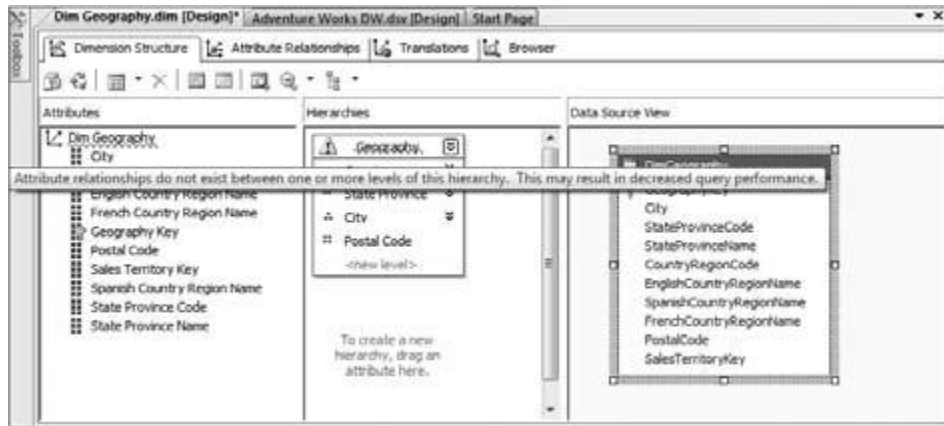 Dim Geography.dim [Design]* Adventure Works DW.dsv [Design] Start Page
Toolbox
Dimension Structure Attribute Relationships Translations Browser
Attributes
Hierarchies
Data Source View
Dim Geography
City
Geography
DimGeography
Attribute relationships do not exist between one or more levels of this hierarchy. This may result in decreased query performance.
English Country Region Name
French Country Region Name
Geography Key
Postal Code
Sales Territory Key
Spanish Country Region Name
State Province Code
State Province Name
State Province
City
Postal Code
<new level>
To create a new
hierarchy, drag an
attribute here.
City
StateProvinceCode
StateProvinceName
CountryRegionCode
EnglishCountryRegionName
SpanishCountryRegionName
FrenchCountryRegionName
PostalCode
SalesTerritoryKey